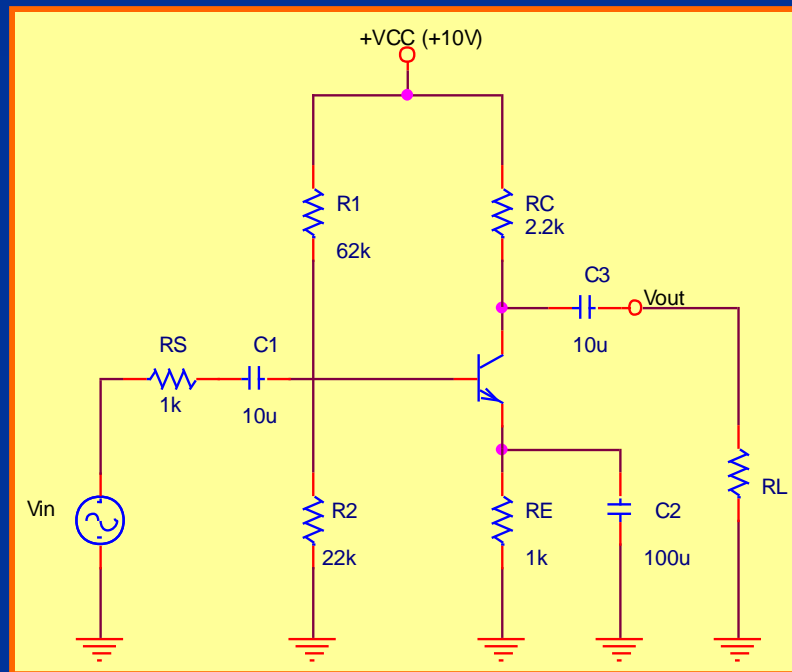 +VCC (+10V)
R1
62k
RC
2.2k
C3
10u
Vout
RS
1k
C1
10u
Vin
R2
22k
RE
1k
C2
100u
RL